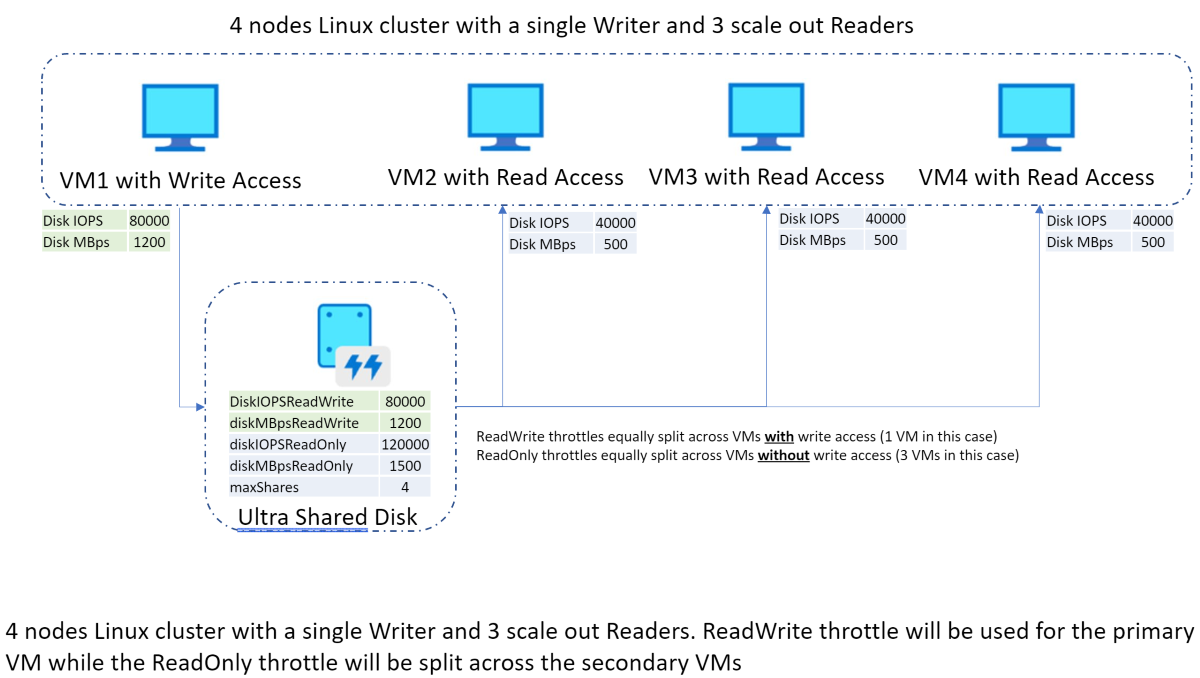 4 nodes Linux cluster with a single Writer and 3 scale out Readers
VM1 with Write Access
VM2 with Read Access
VM3 with Read Access
VM4 with Read Access
Disk IOPS 80000
Disk MBps 1200
Disk IOPS 40000
Disk MBps 500
Disk IOPS 40000
Disk MBps 500
Disk IOPS 40000
Disk MBps 500
DiskIOPSReadWrite 80000
diskMBpsReadWrite 1200
diskIOPSReadOnly 120000
diskMBpsReadOnly 1500
maxShares 4
Ultra Shared Disk
ReadWrite throttles equally split across VMs with write access (1 VM in this case)
ReadOnly throttles equally split across VMs without write access (3 VMs in this case)
4 nodes Linux cluster with a single Writer and 3 scale out Readers. ReadWrite throttle will be used for the primary
VM while the ReadOnly throttle will be split across the secondary VMs